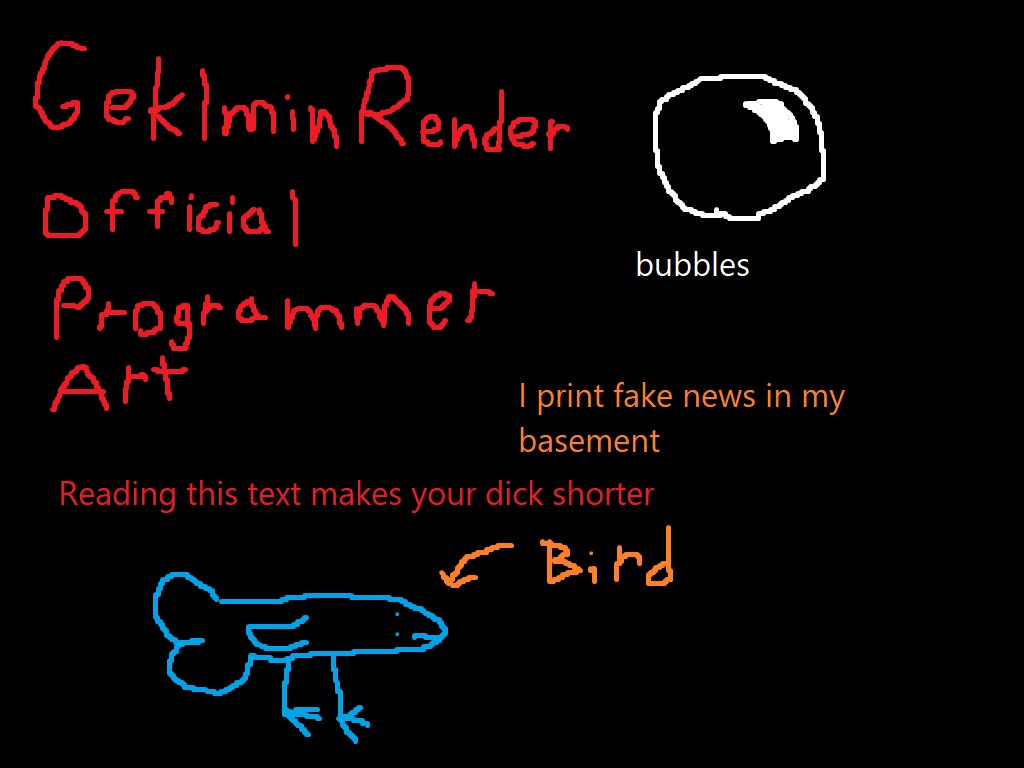 GeklminRender
Official
Programmer
Art
bubbles
I print fake news in my
basement
Reading this text makes your dick shorter
Bird